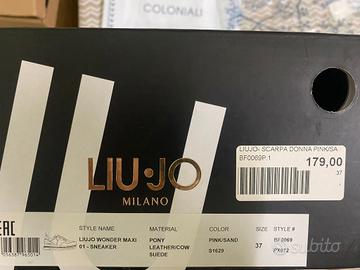 COLONIALI
LIUJO- SCARPA DONNA PINK/SA
BF0069P.1
179,00
37
LIU·JO
MILANO
EAC
STYLE NAME
MATERIAL
COLOR
SIZE
STYLE #
LIUJO WONDER MAXI
01 - SNEAKER
PONY
LEATHER/COW
SUEDE
PINK/SAND
S1629
37
BF0069
PX072
subito